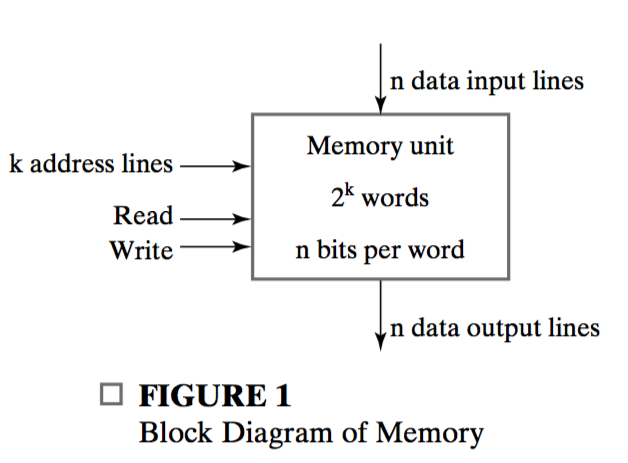 n data input lines
Memory unit
k address lines
2^k words
Read
Write
n bits per word
n data output lines
FIGURE 1
Block Diagram of Memory